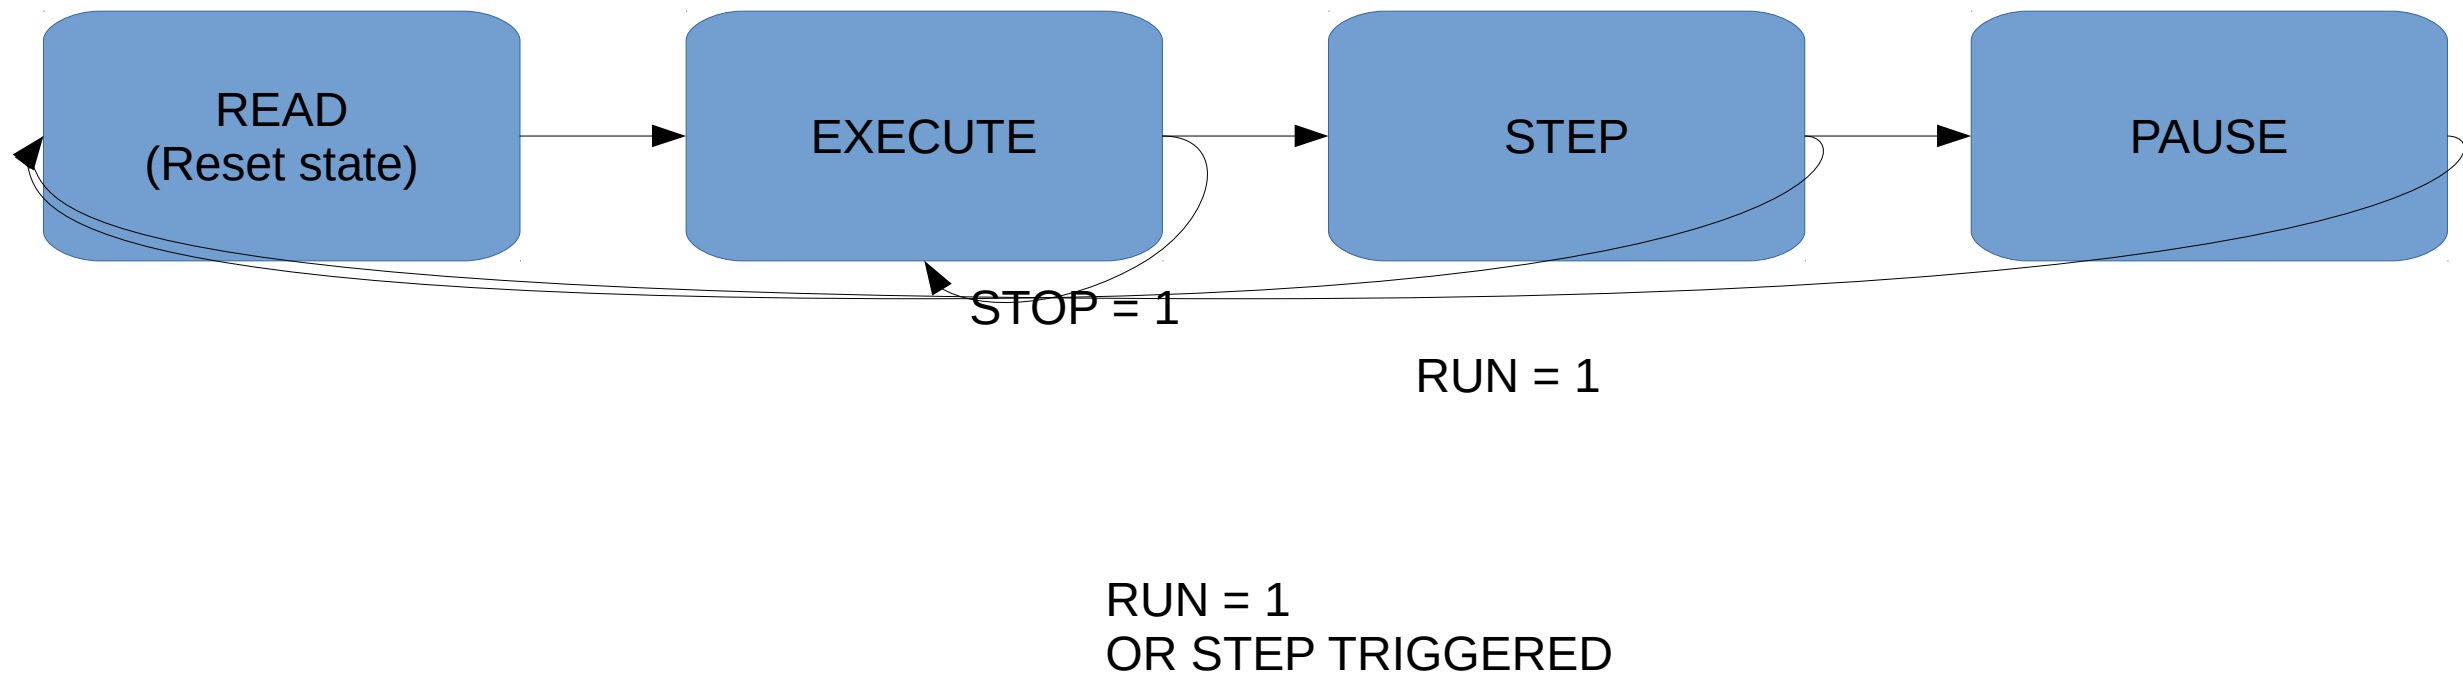 READ
(Reset state)
EXECUTE
STEP
PAUSE
STOP = 1
RUN = 1
RUN = 1
OR STEP TRIGGERED